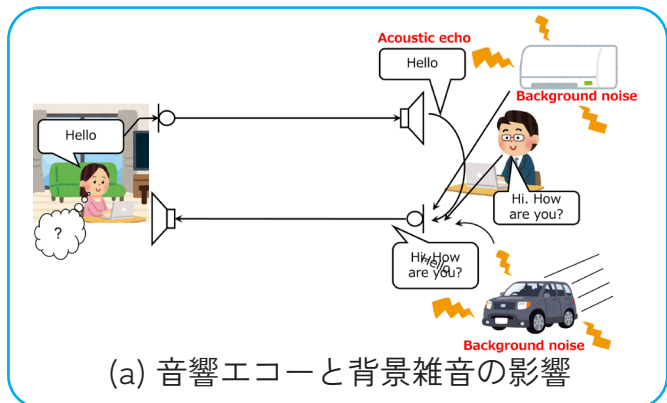 Acoustic echo
Hello
Background noise
Hello
Hi. How
are you?
?
Hi. How
are you?
Hello
Background noise
(a) 音響エコーと背景雑音の影響